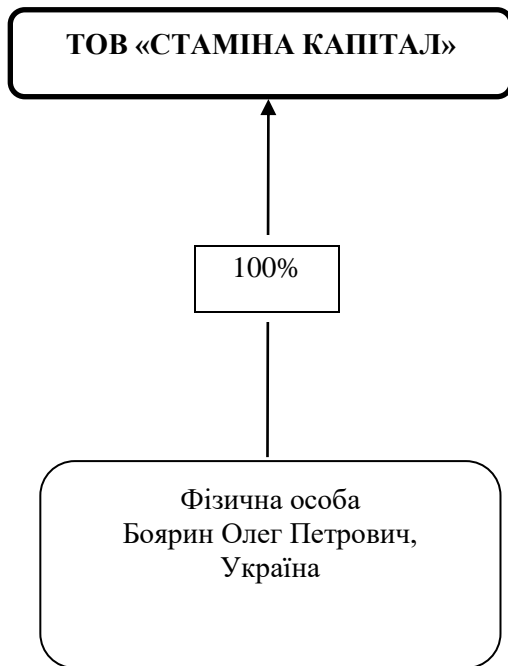 ТОВ «СТАМІНА КАПІТАЛ»
100%
Фізична особа
Боярин Олег Петрович,
Україна